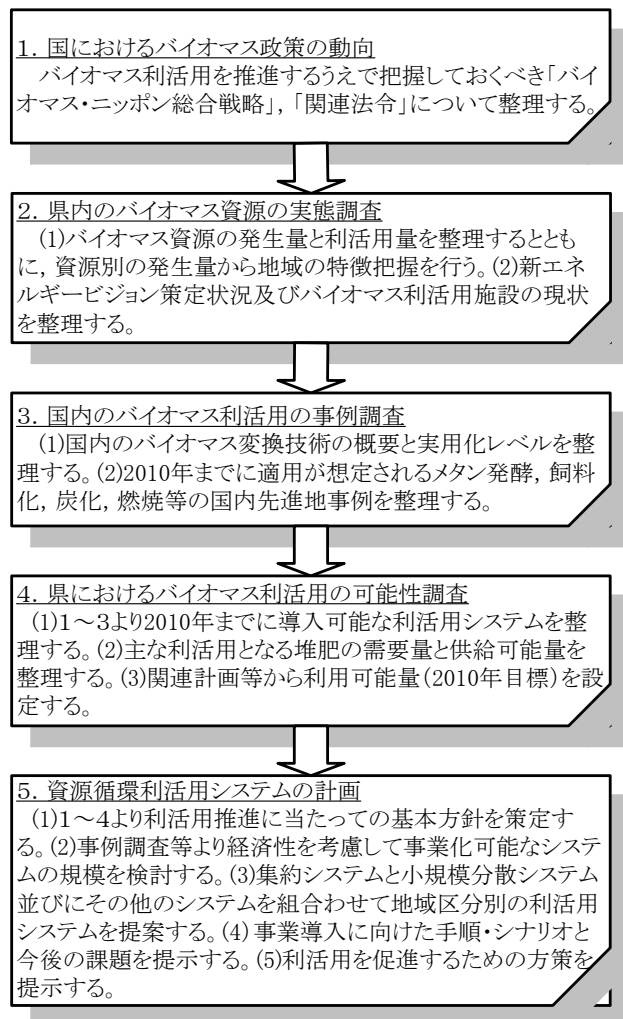 1．国におけるバイオマス政策の動向
バイオマス利活用を推進するうえで把握しておくべき「バイ
オマス・ニッポン総合戦略」，「関連法令」について整理する。
2．県内のバイオマス資源の実態調査
(1)バイオマス資源の発生量と利活用量を整理するととも
に，資源別の発生量から地域の特徴把握を行う。(2)新エネ
ルギービジョン策定状況及びバイオマス利活用施設の現状
を整理する。
3．国内のバイオマス利活用の事例調査
(1)国内のバイオマス変換技術の概要と実用化レベルを整
理する。(2)2010年までに適用が想定されるメタン発酵，飼料
化，炭化，燃焼等の国内先進地事例を整理する。
4．県におけるバイオマス利活用の可能性調査
(1)1～3より2010年までに導入可能な利活用システムを整
理する。(2)主な利活用となる堆肥の需要量と供給可能量を
整理する。(3)関連計画等から利用可能量(2010年目標)を設
定する。
5．資源循環利活用システムの計画
(1)1～4より利活用推進に当たっての基本方針を策定す
る。(2)事例調査等より経済性を考慮して事業化可能なシステ
ムの規模を検討する。(3)集約システムと小規模分散システム
並びにその他のシステムを組合わせて地域区分別の利活用
システムを提案する。(4)事業導入に向けた手順・シナリオと
今後の課題を提示する。(5)利活用を促進するための方策を
提示する。